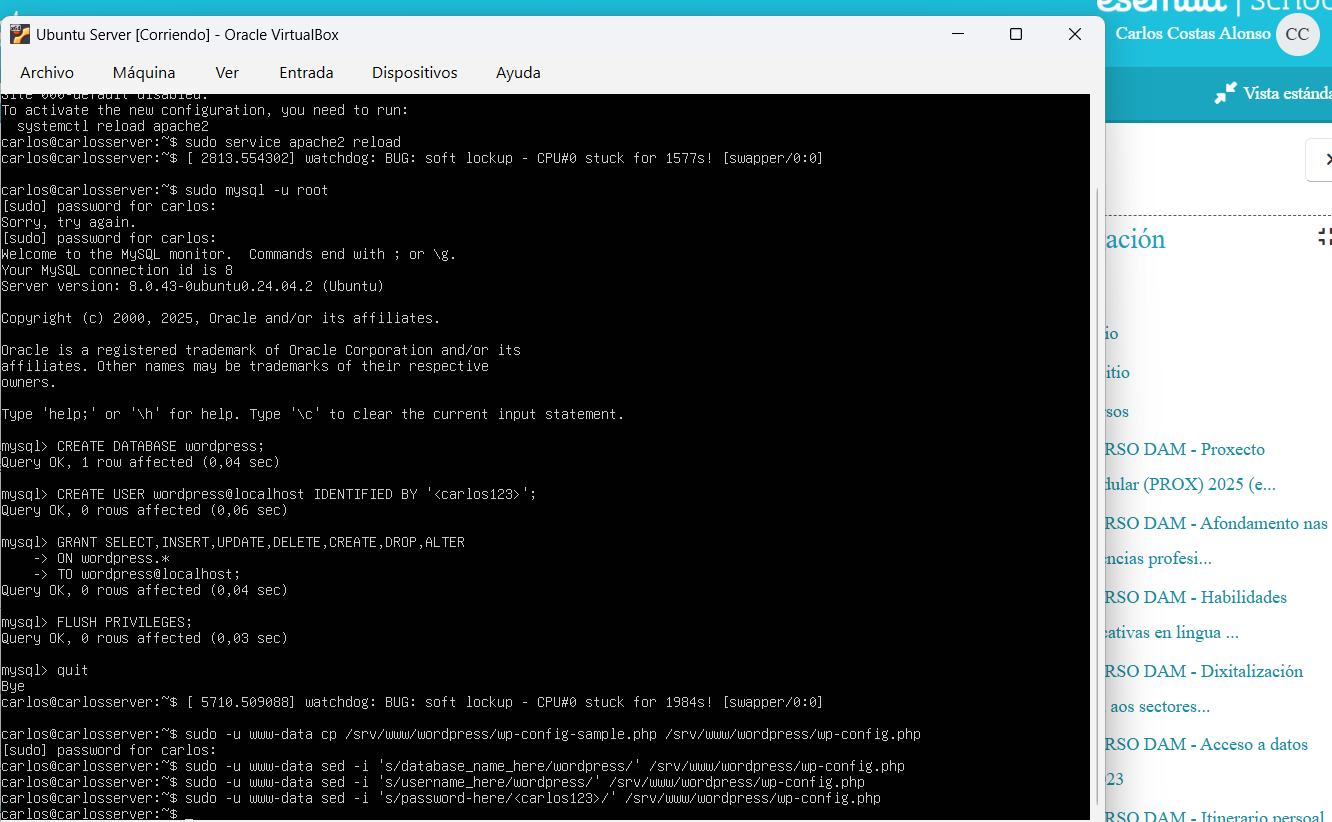 esemtia | School
Ubuntu Server [Corriendo] - Oracle VirtualBox
Carlos Costas Alonso CC
Archivo Máquina Ver Entrada Dispositivos Ayuda
Vista estánda
Site 000-default disabled.
To activate the new configuration, you need to run:
  systemctl reload apache2
carlos@carlosserver:~$ sudo service apache2 reload
carlos@carlosserver:~$ [ 2813.554302] watchdog: BUG: soft lockup - CPU#0 stuck for 1577s! [swapper/0:0]
carlos@carlosserver:~$ sudo mysql -u root
[sudo] password for carlos:
Sorry, try again.
[sudo] password for carlos:
Welcome to the MySQL monitor.  Commands end with ; or \g.
Your MySQL connection id is 8
Server version: 8.0.43-0ubuntu0.24.04.2 (Ubuntu)
Copyright (c) 2000, 2025, Oracle and/or its affiliates.
Oracle is a registered trademark of Oracle Corporation and/or its
affiliates. Other names may be trademarks of their respective
owners.
Type 'help;' or '\h' for help. Type '\c' to clear the current input statement.
mysql> CREATE DATABASE wordpress;
Query OK, 1 row affected (0,04 sec)
mysql> CREATE USER wordpress@localhost IDENTIFIED BY '<carlos123>';
Query OK, 0 rows affected (0,06 sec)
mysql> GRANT SELECT,INSERT,UPDATE,DELETE,CREATE,DROP,ALTER
    -> ON wordpress.*
    -> TO wordpress@localhost;
Query OK, 0 rows affected (0,04 sec)
mysql> FLUSH PRIVILEGES;
Query OK, 0 rows affected (0,03 sec)
mysql> quit
Bye
carlos@carlosserver:~$ [ 5710.509088] watchdog: BUG: soft lockup - CPU#0 stuck for 1984s! [swapper/0:0]
carlos@carlosserver:~$ sudo -u www-data cp /srv/www/wordpress/wp-config-sample.php /srv/www/wordpress/wp-config.php
[sudo] password for carlos:
carlos@carlosserver:~$ sudo -u www-data sed -i 's/database_name_here/wordpress/' /srv/www/wordpress/wp-config.php
carlos@carlosserver:~$ sudo -u www-data sed -i 's/username_here/wordpress/' /srv/www/wordpress/wp-config.php
carlos@carlosserver:~$ sudo -u www-data sed -i 's/password-here/<carlos123>/' /srv/www/wordpress/wp-config.php
carlos@carlosserver:~$ _
ación
io
itio
sos
RSO DAM - Proxecto
dular (PROX) 2025 (e...
RSO DAM - Afondamento nas
encias profesi...
RSO DAM - Habilidades
cativas en lingua ...
RSO DAM - Dixitalización
aos sectores...
RSO DAM - Acceso a datos
23
RSO DAM - Itinerario persoal